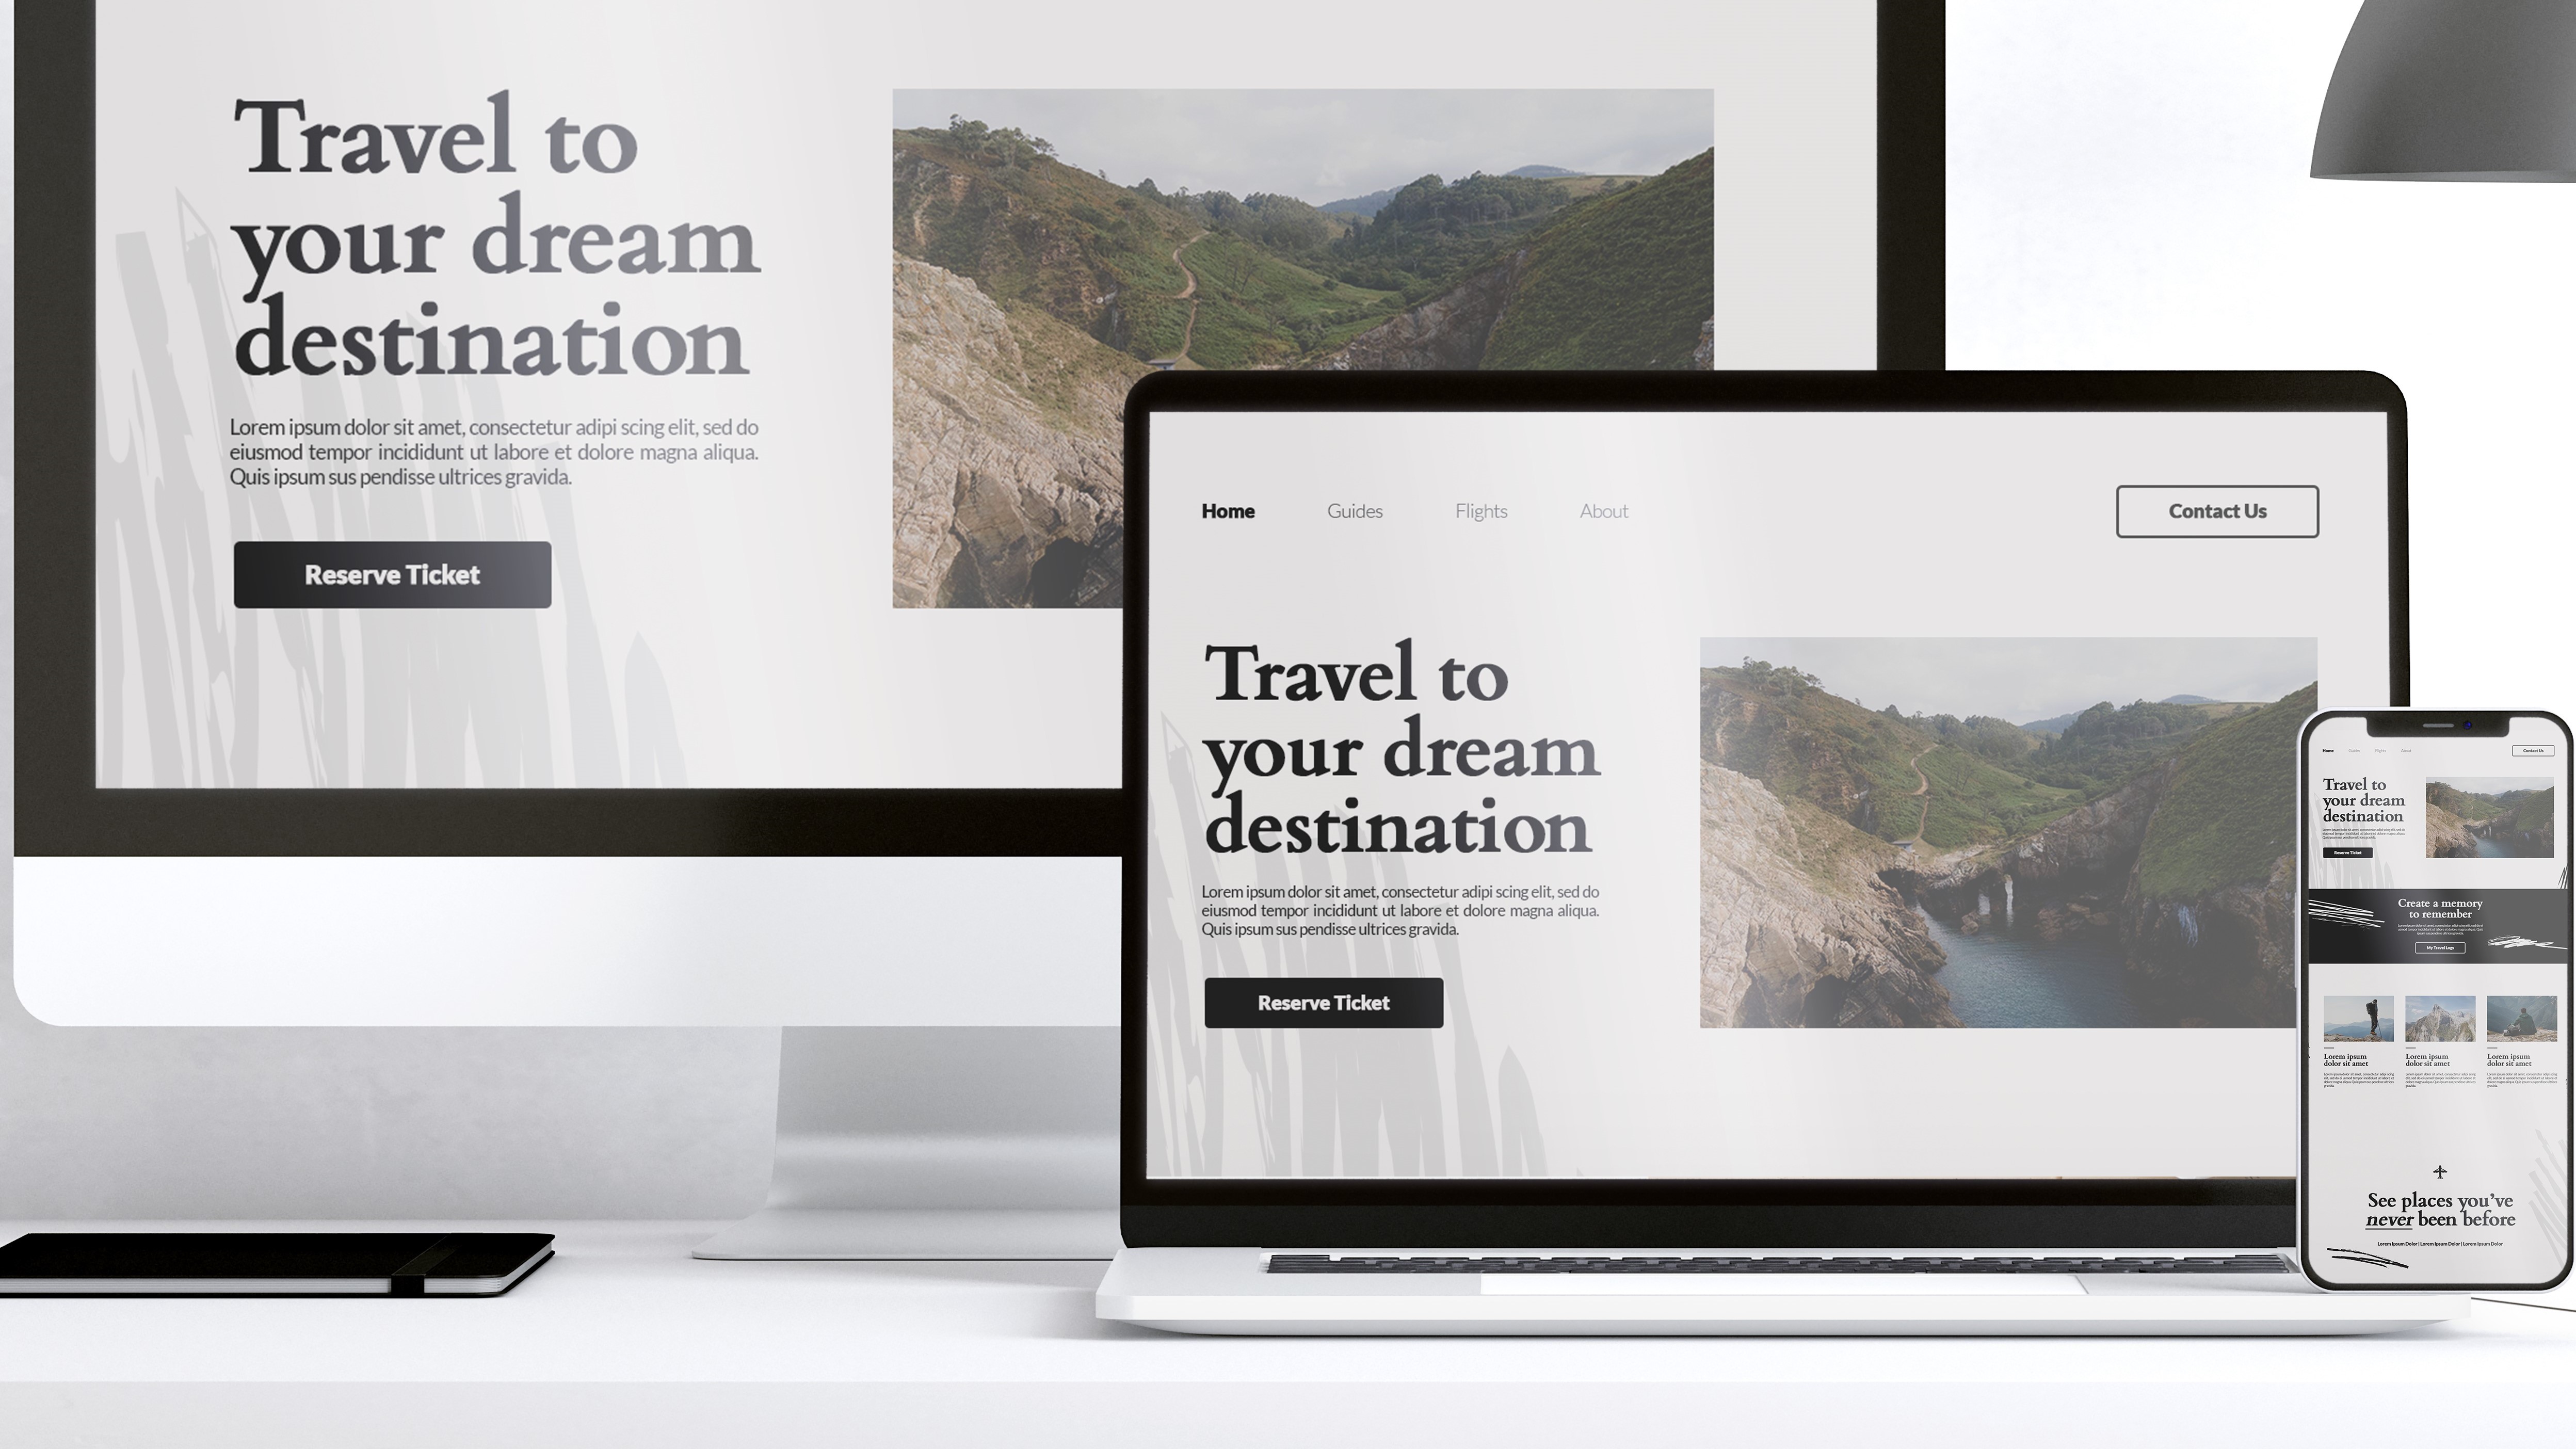 Travel to
your dream
destination
Lorem ipsum dolor sit amet, consectetur adipi scing elit, sed do
eiusmod tempor incididunt ut labore et dolore magna aliqua.
Quis ipsum sus pendisse ultrices gravida.
Reserve Ticket
Home Guides Flights About Contact Us
Travel to
your dream
destination
Lorem ipsum dolor sit amet, consectetur adipi scing elit, sed do
eiusmod tempor incididunt ut labore et dolore magna aliqua.
Quis ipsum sus pendisse ultrices gravida.
Reserve Ticket
Home Guides Flights About Contact Us
Travel to
your dream
destination
Reserve Ticket
Create a memory
to remember
My Travel Logs
Lorem ipsum
dolor sit amet
Lorem ipsum
dolor sit amet
Lorem ipsum
dolor sit amet
See places you've
never been before
Lorem Ipsum Dolor | Lorem Ipsum Dolor | Lorem Ipsum Dolor